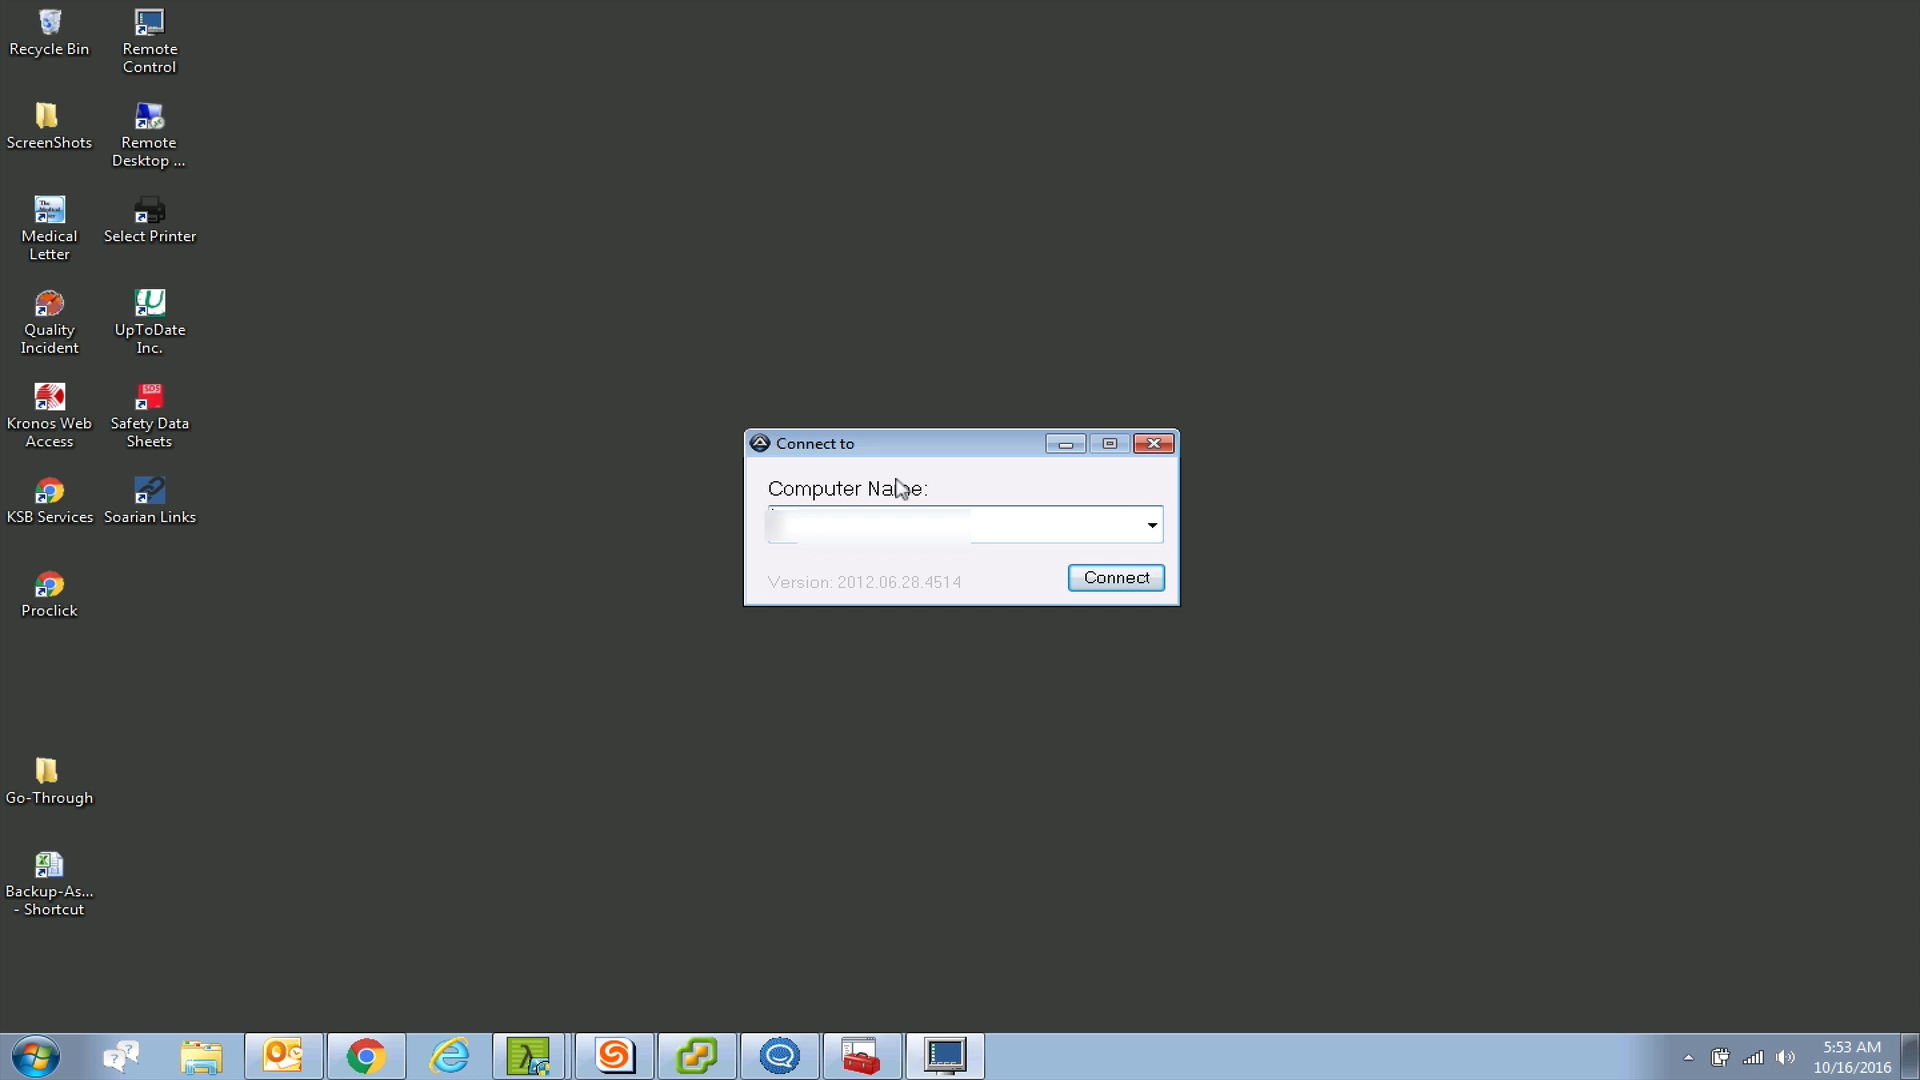 Recycle Bin
Remote
Control
ScreenShots
Remote
Desktop ...
Medical
Letter
Select Printer
Quality
Incident
UpToDate
Inc.
Kronos Web
Access
Safety Data
Sheets
SDS
KSB Services
Soarian Links
Proclick
Go-Through
Backup-As...
- Shortcut
Connect to
Computer Name:
Version: 2012.06.28.4514
Connect
5:53 AM
10/16/2016